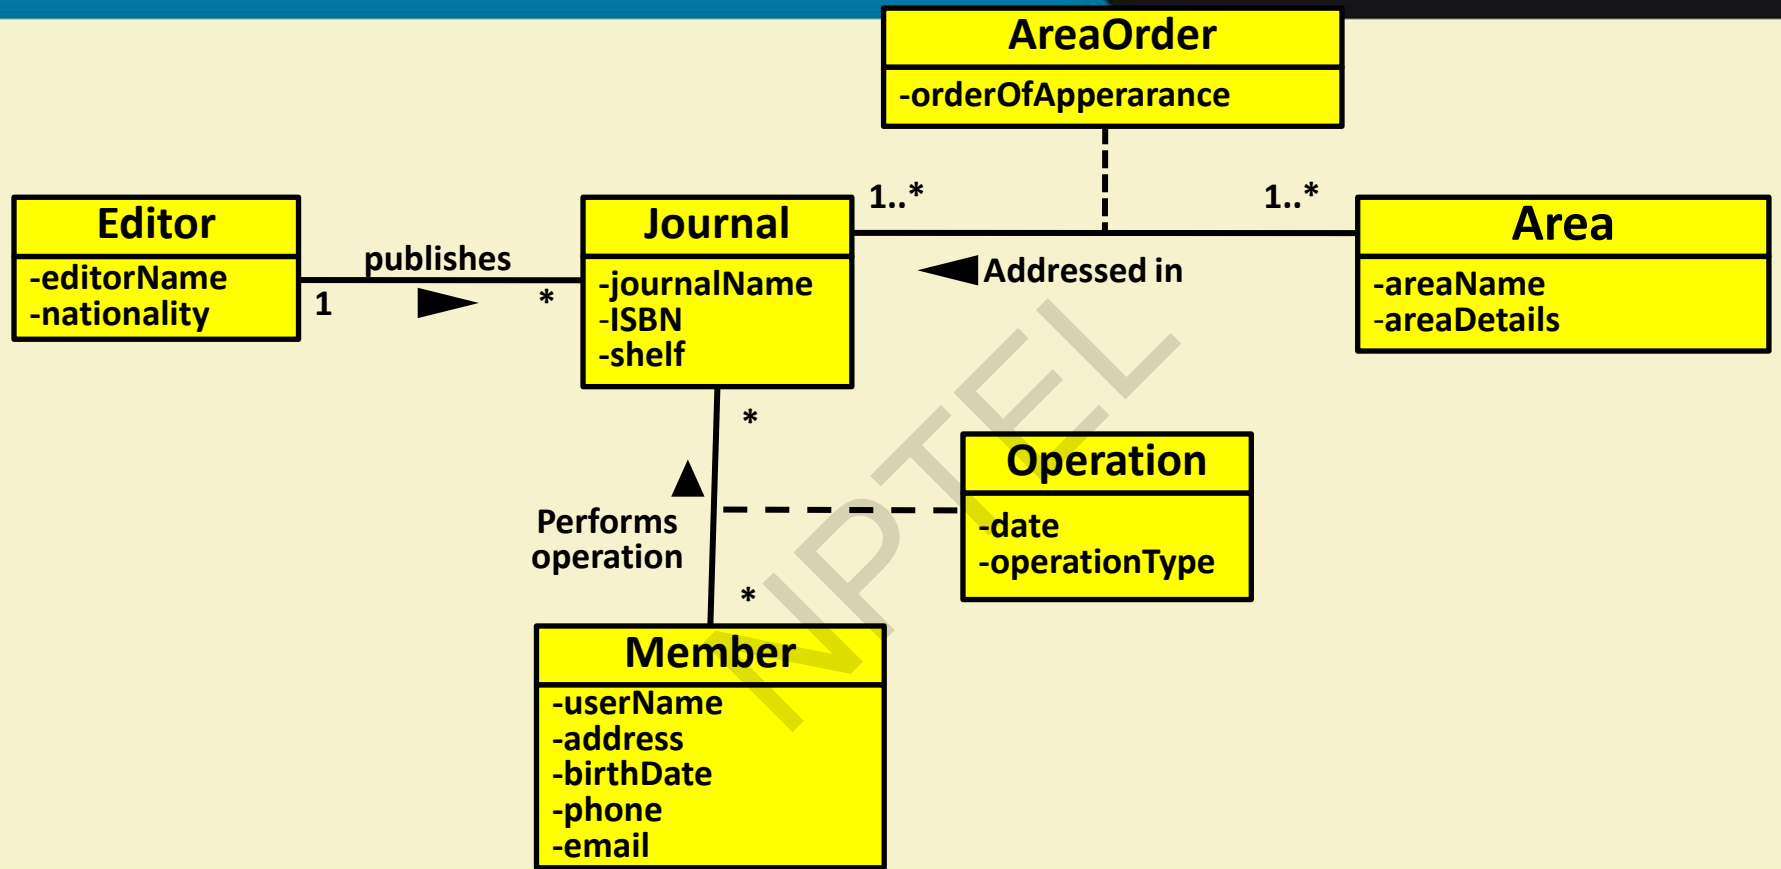 AreaOrder
-orderOfApperarance
Editor
-editorName
-nationality
publishes
1
*
Journal
-journalName
-ISBN
-shelf
1..*
1..*
Addressed in
Area
-areaName
-areaDetails
*
Performs
operation
*
Operation
-date
-operationType
Member
-userName
-address
-birthDate
-phone
-email
NPTEL